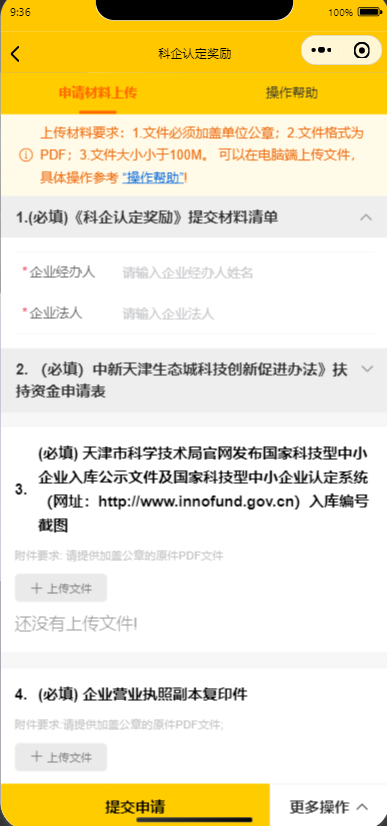 9:36
100%
科企认定奖励
申请材料上传
操作帮助
上传材料要求：1.文件必须加盖单位公章；2.文件格式为
PDF；3.文件大小小于100M。 可以在电脑端上传文件，
具体操作参考 “操作帮助”!
1.(必填)《科企认定奖励》提交材料清单
*企业经办人 请输入企业经办人姓名
*企业法人 请输入企业法人
2. （必填）中新天津生态城科技创新促进办法》扶
持资金申请表
(必填) 天津市科学技术局官网发布国家科技型中小
企业入库公示文件及国家科技型中小企业认定系统
3.
（网址：http://www.innofund.gov.cn）入库编号
截图
附件要求: 请提供加盖公章的原件PDF文件
＋ 上传文件
还没有上传文件!
4. (必填) 企业营业执照副本复印件
附件要求:请提供加盖公章的原件PDF文件;
＋ 上传文件
提交申请
更多操作